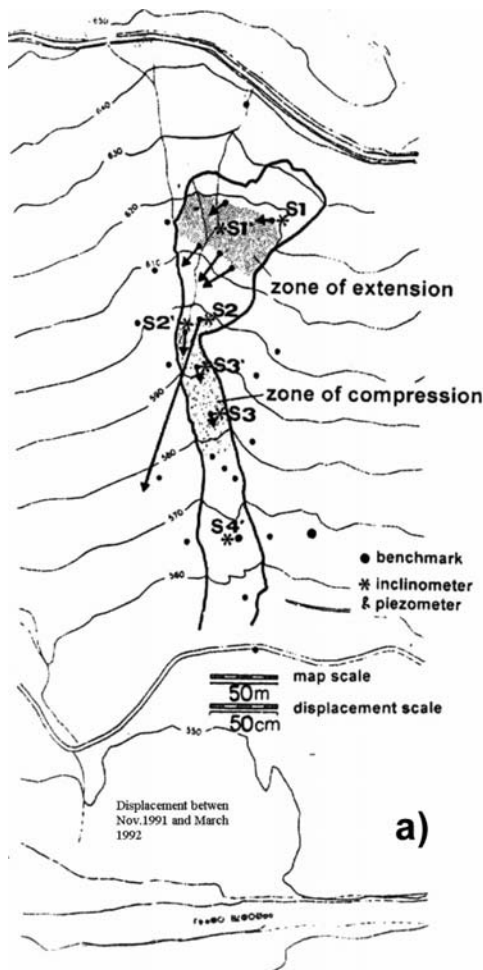 650
640
630
620
S1
S1'
610
zone of extension
S2'
S2
S3'
590
zone of compression
S3
580
570
S4'
benchmark
560
inclinometer
& piezometer
map scale
50m
displacement scale
50cm
550
Displacement betwen
Nov.1991 and March
1992
a)